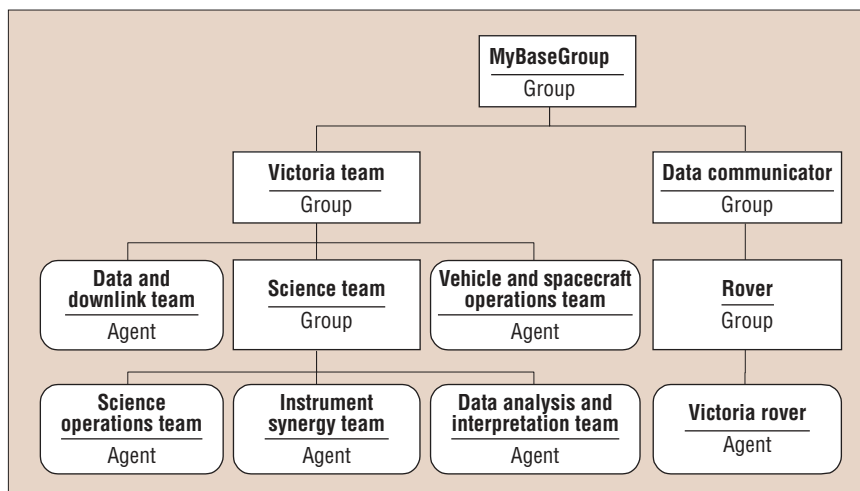 MyBaseGroup
Group
Victoria team
Group
Data communicator
Group
Data and
downlink team
Agent
Science team
Group
Vehicle and spacecraft
operations team
Agent
Rover
Group
Science
operations team
Agent
Instrument
synergy team
Agent
Data analysis and
interpretation team
Agent
Victoria rover
Agent